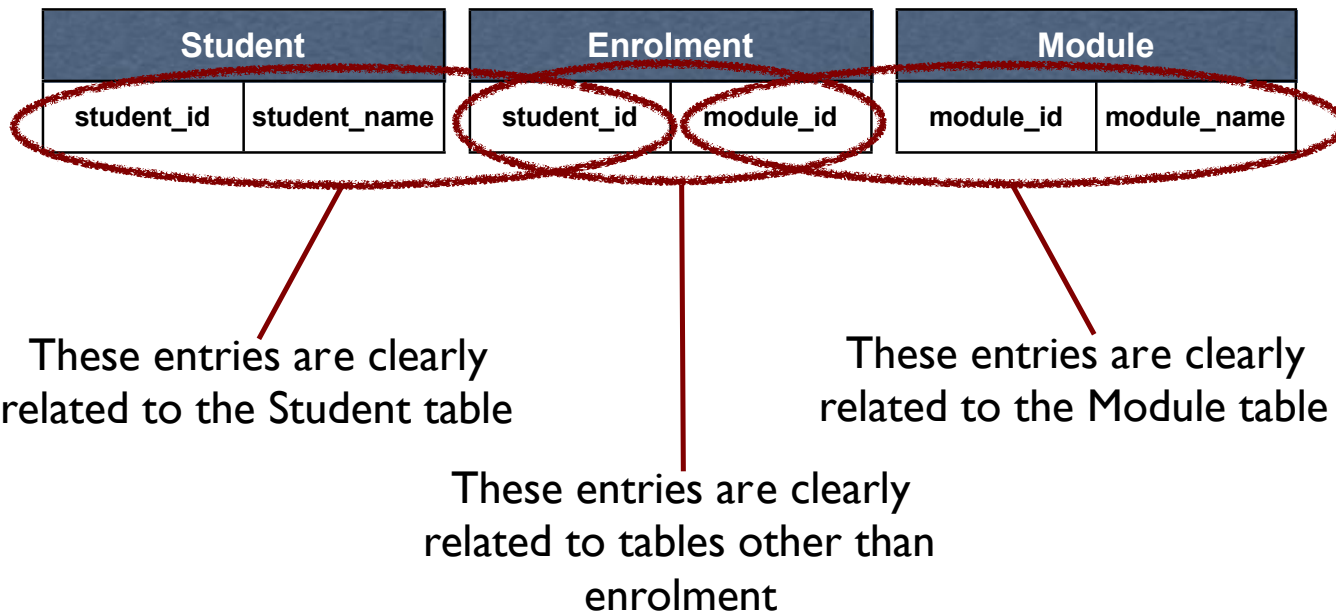 Student Enrolment Module
student_id student_name student_id module_id module_id module_name
These entries are clearly
related to the Student table
These entries are clearly
related to the Module table
These entries are clearly
related to tables other than
enrolment